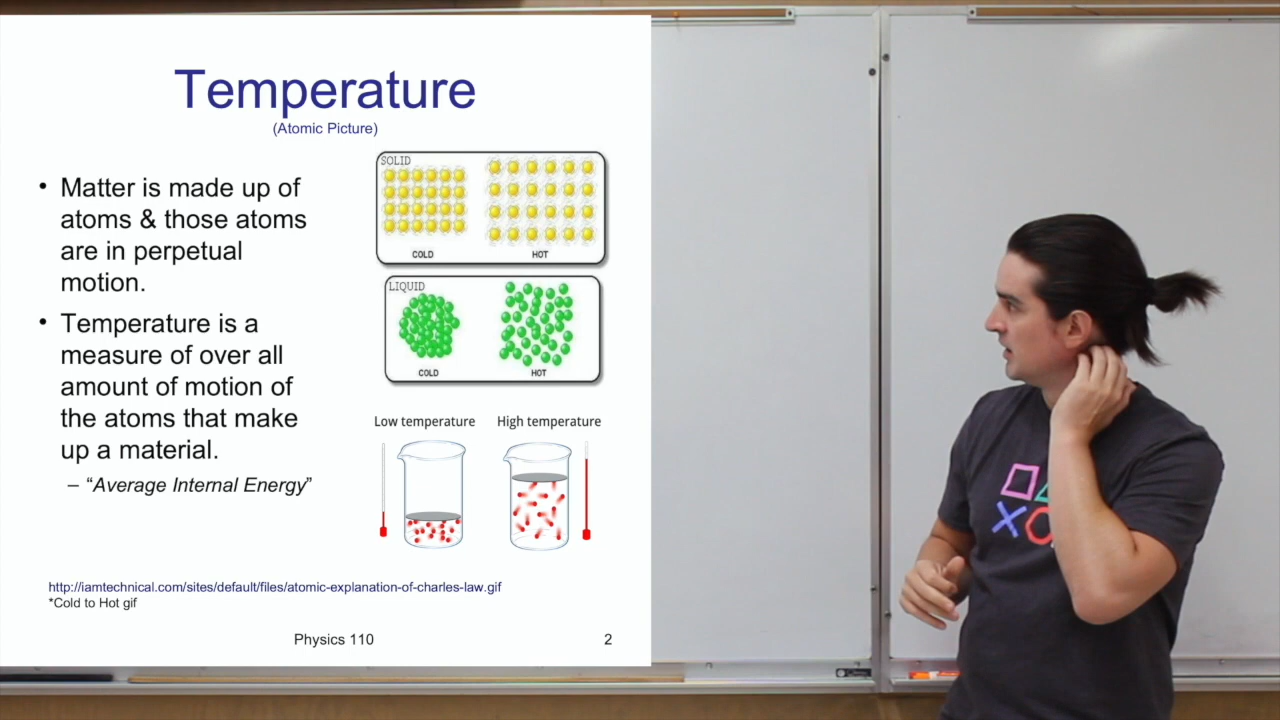 Temperature
(Atomic Picture)
• Matter is made up of
atoms & those atoms
are in perpetual
motion.
• Temperature is a
measure of over all
amount of motion of
the atoms that make
up a material.
– “Average Internal Energy”
SOLID
COLD HOT
LIQUID
COLD HOT
Low temperature High temperature
http://iamtechnical.com/sites/default/files/atomic-explanation-of-charles-law.gif
*Cold to Hot gif
Physics 110 2